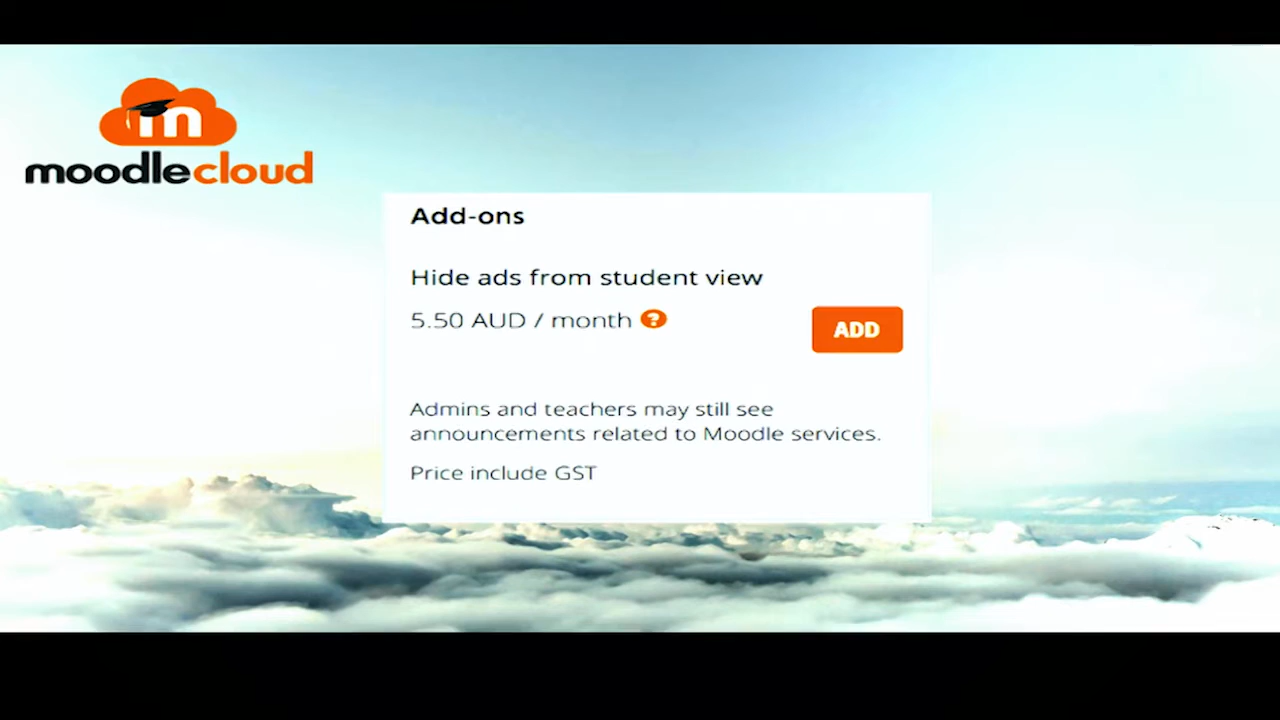 m
moodlecloud
Add-ons
Hide ads from student view
5.50 AUD / month ?
ADD
Admins and teachers may still see
announcements related to Moodle services.
Price include GST